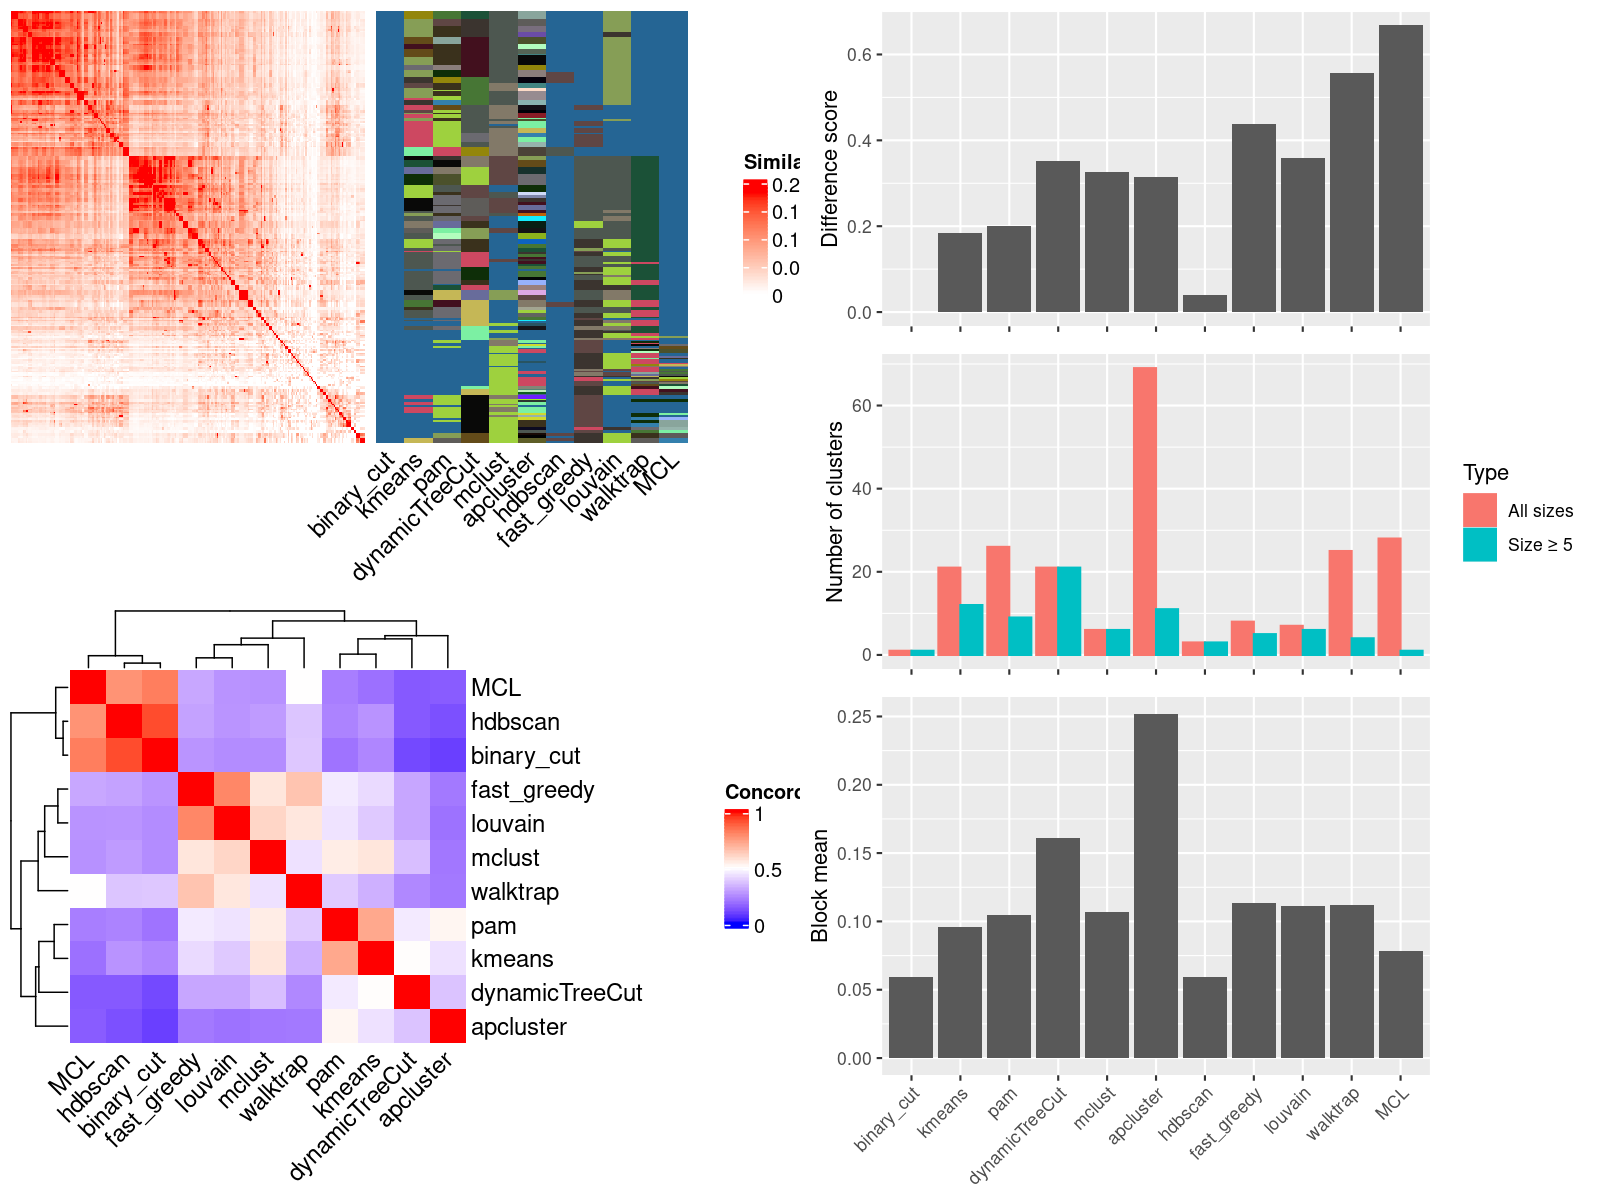 Simila
0.2
0.1
0.1
0.0
0
binary_cut
kmeans
pam
dynamicTreeCut
mclust
apcluster
hdbscan
fast_greedy
louvain
walktrap
MCL
MCL
hdbscan
binary_cut
fast_greedy
louvain
mclust
walktrap
pam
kmeans
dynamicTreeCut
apcluster
MCL
hdbscan
binary_cut
fast_greedy
louvain
mclust
walktrap
pam
kmeans
dynamicTreeCut
apcluster
Concord
1
0.5
0
Difference score
0.6
0.4
0.2
0.0
Number of clusters
60
40
20
0
Type
All sizes
Size ≥ 5
Block mean
0.25
0.20
0.15
0.10
0.05
0.00
binary_cut
kmeans
pam
dynamicTreeCut
mclust
apcluster
hdbscan
fast_greedy
louvain
walktrap
MCL